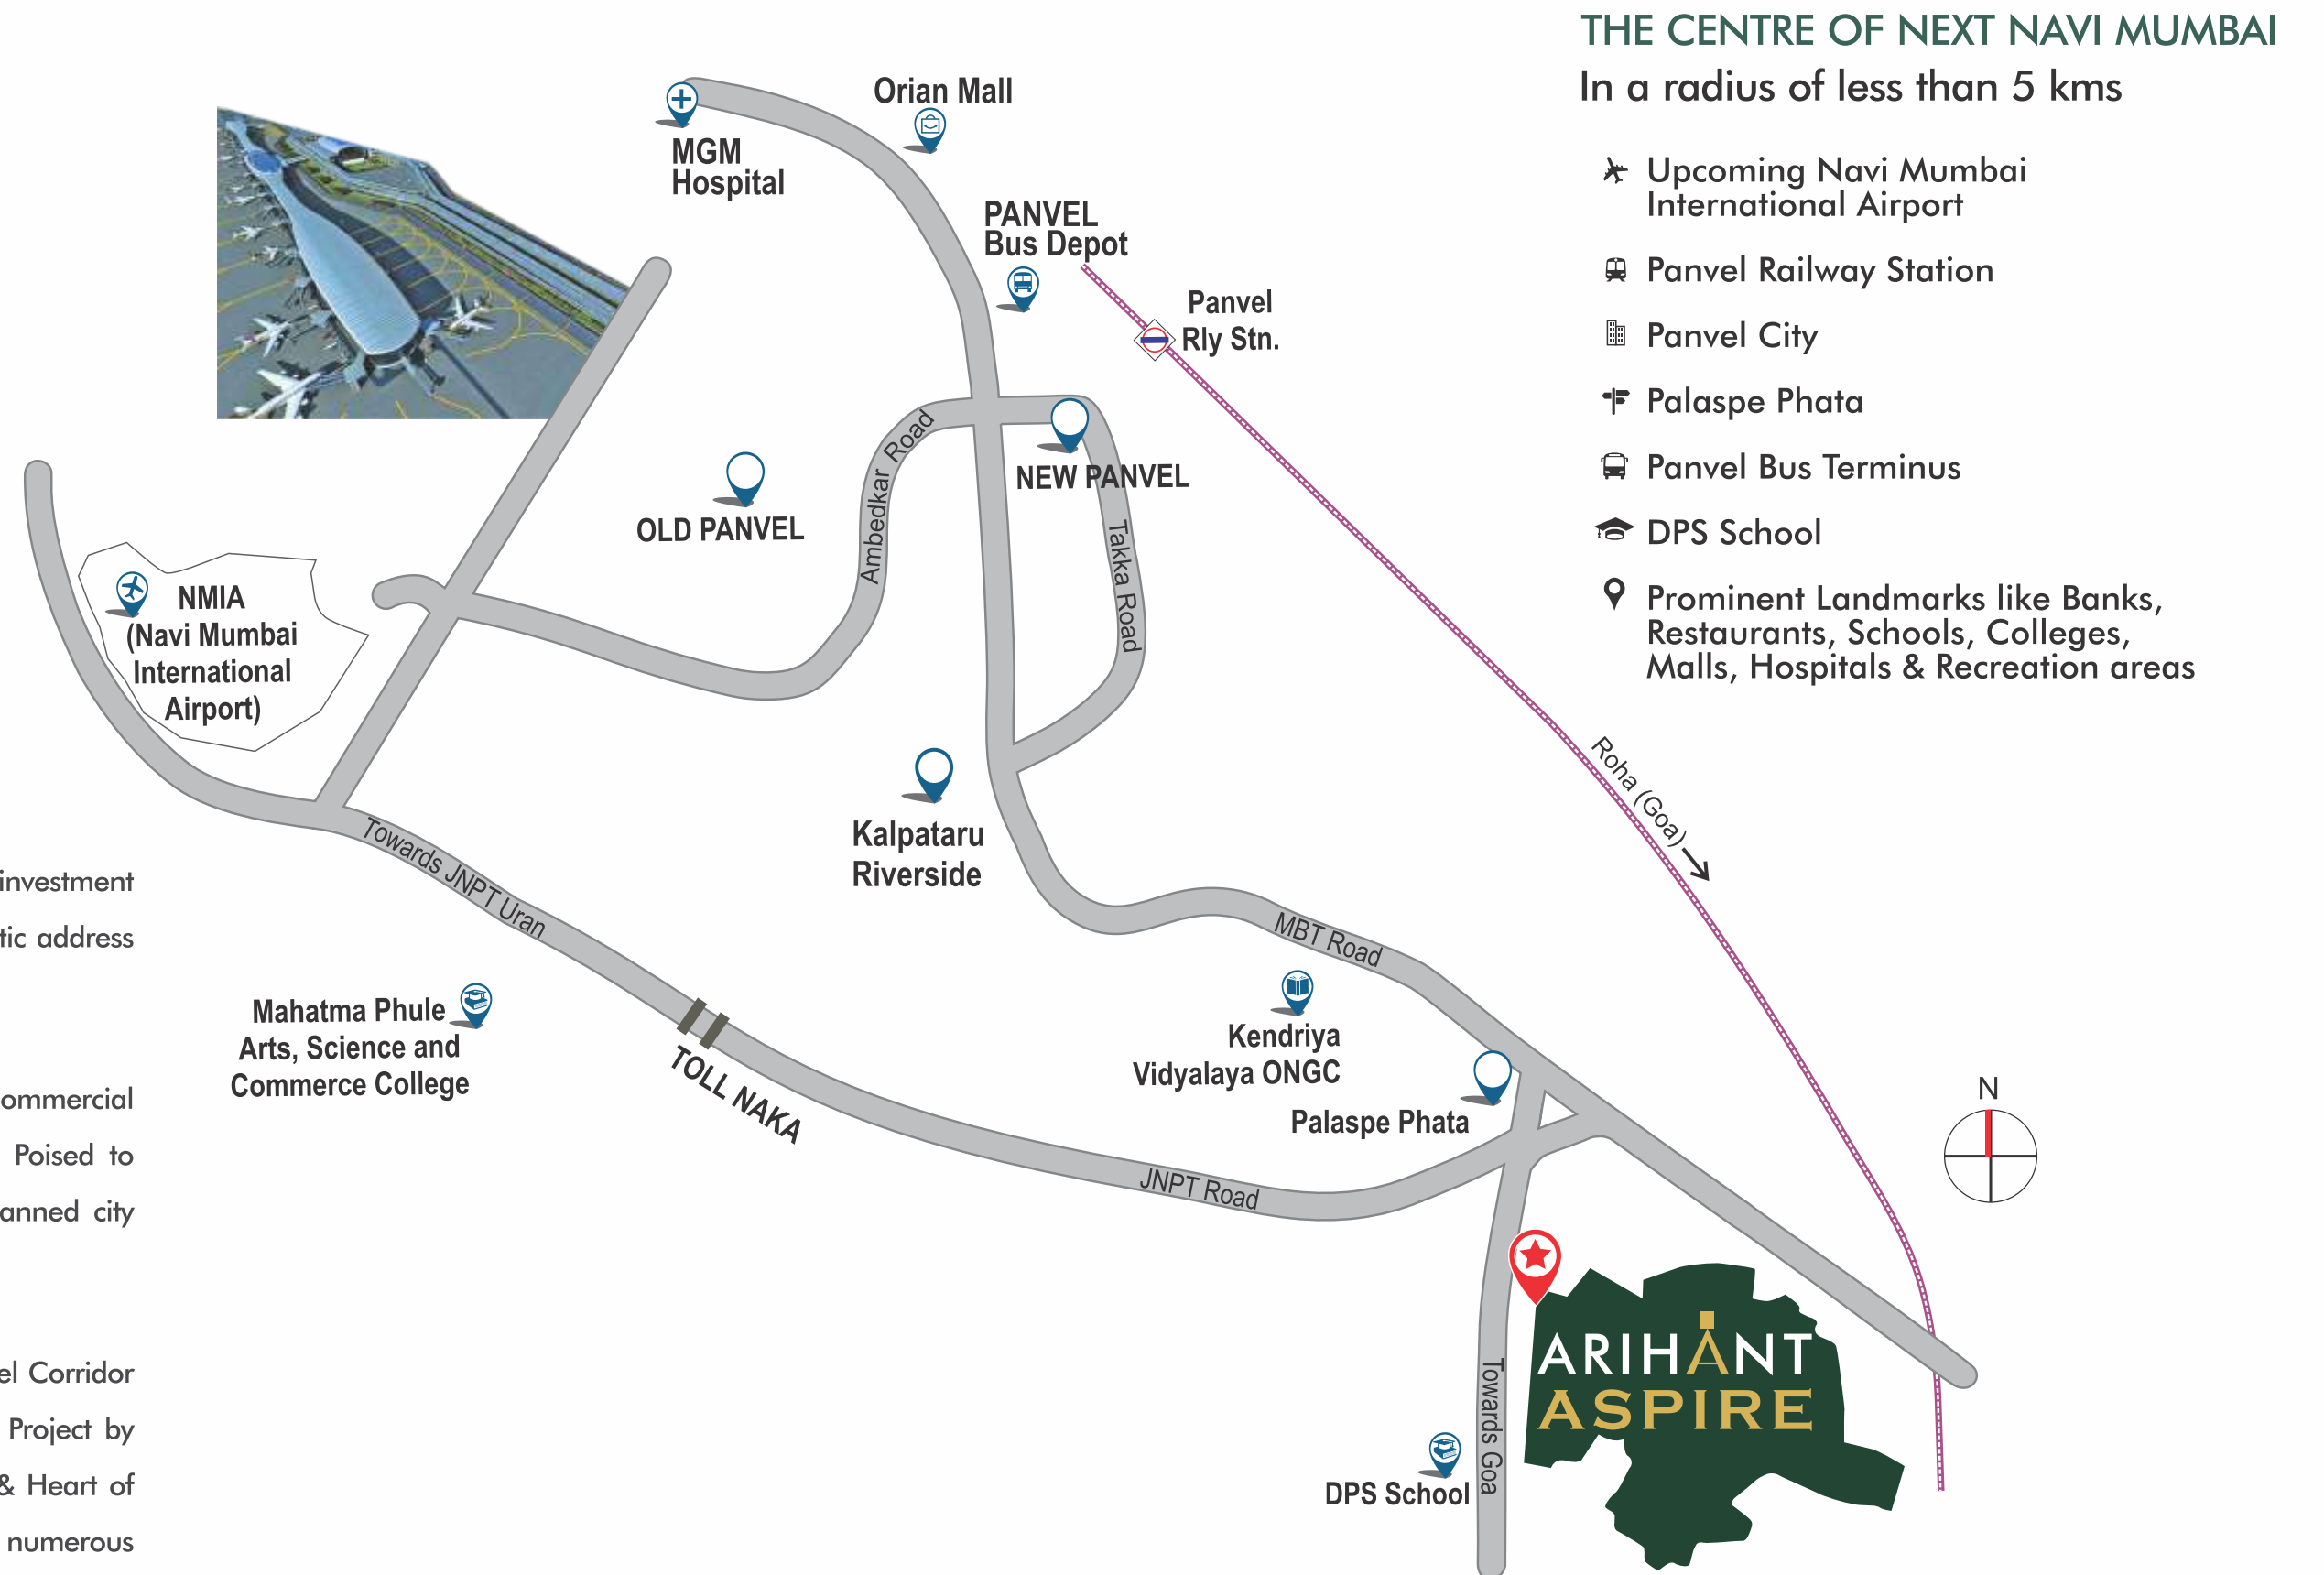 THE CENTRE OF NEXT NAVI MUMBAI
In a radius of less than 5 kms
Upcoming Navi Mumbai
International Airport
Panvel Railway Station
Panvel City
Palaspe Phata
Panvel Bus Terminus
DPS School
Prominent Landmarks like Banks,
Restaurants, Schools, Colleges,
Malls, Hospitals & Recreation areas
Orian Mall
MGM
Hospital
PANVEL
Bus Depot
Panvel
Rly Stn.
Ambedkar Road
NEW PANVEL
OLD PANVEL
Takka Road
NMIA
(Navi Mumbai
International
Airport)
Roha (Goa)
Kalpataru
Riverside
Towards JNPT Uran
MBT Road
Mahatma Phule
Arts, Science and
Commerce College
TOLL NAKA
Kendriya
Vidyalaya ONGC
Palaspe Phata
N
JNPT Road
ARIHANT
ASPIRE
Towards Goa
DPS School
investment
tic address
ommercial
Poised to
anned city
el Corridor
Project by
& Heart of
numerous